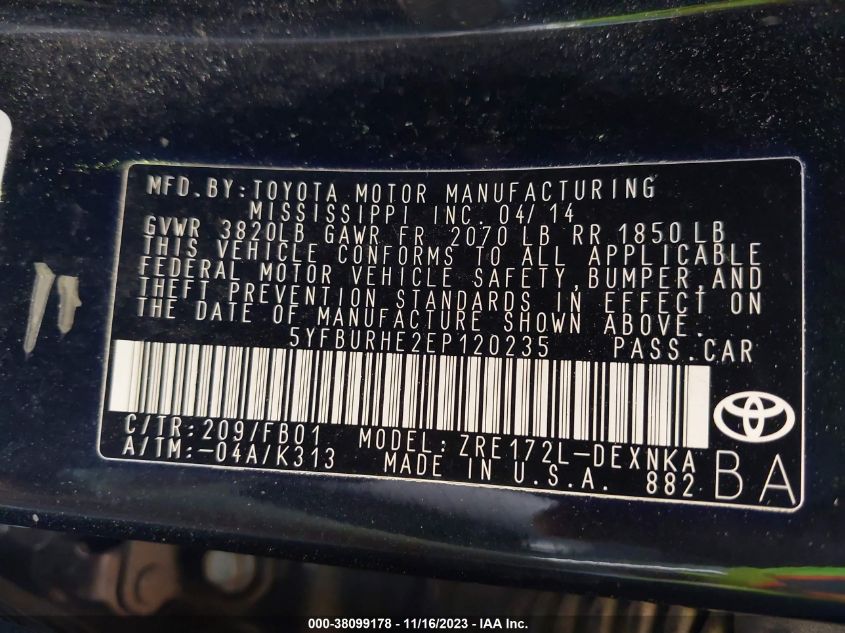 MFD.BY:TOYOTA MOTOR MANUFACTURING
MISSISSIPPI INC. 04/14
GVWR 3820LB GAWR FR 2070 LB RR 1850 LB
THIS VEHICLE CONFORMS TO ALL APPLICABLE
FEDERAL MOTOR VEHICLE SAFETY,BUMPER,AND
THEFT PREVENTION STANDARDS IN EFFECT ON
THE DATE OF MANUFACTURE SHOWN ABOVE.
5YFBURHE2EP120235 PASS.CAR
C/TR:209/FB01 MODEL:ZRE172L-DEXNKA
A/TM:-04A/K313 MADE IN U.S.A. 882
BA
000-38099178 - 11/16/2023 - IAA Inc.